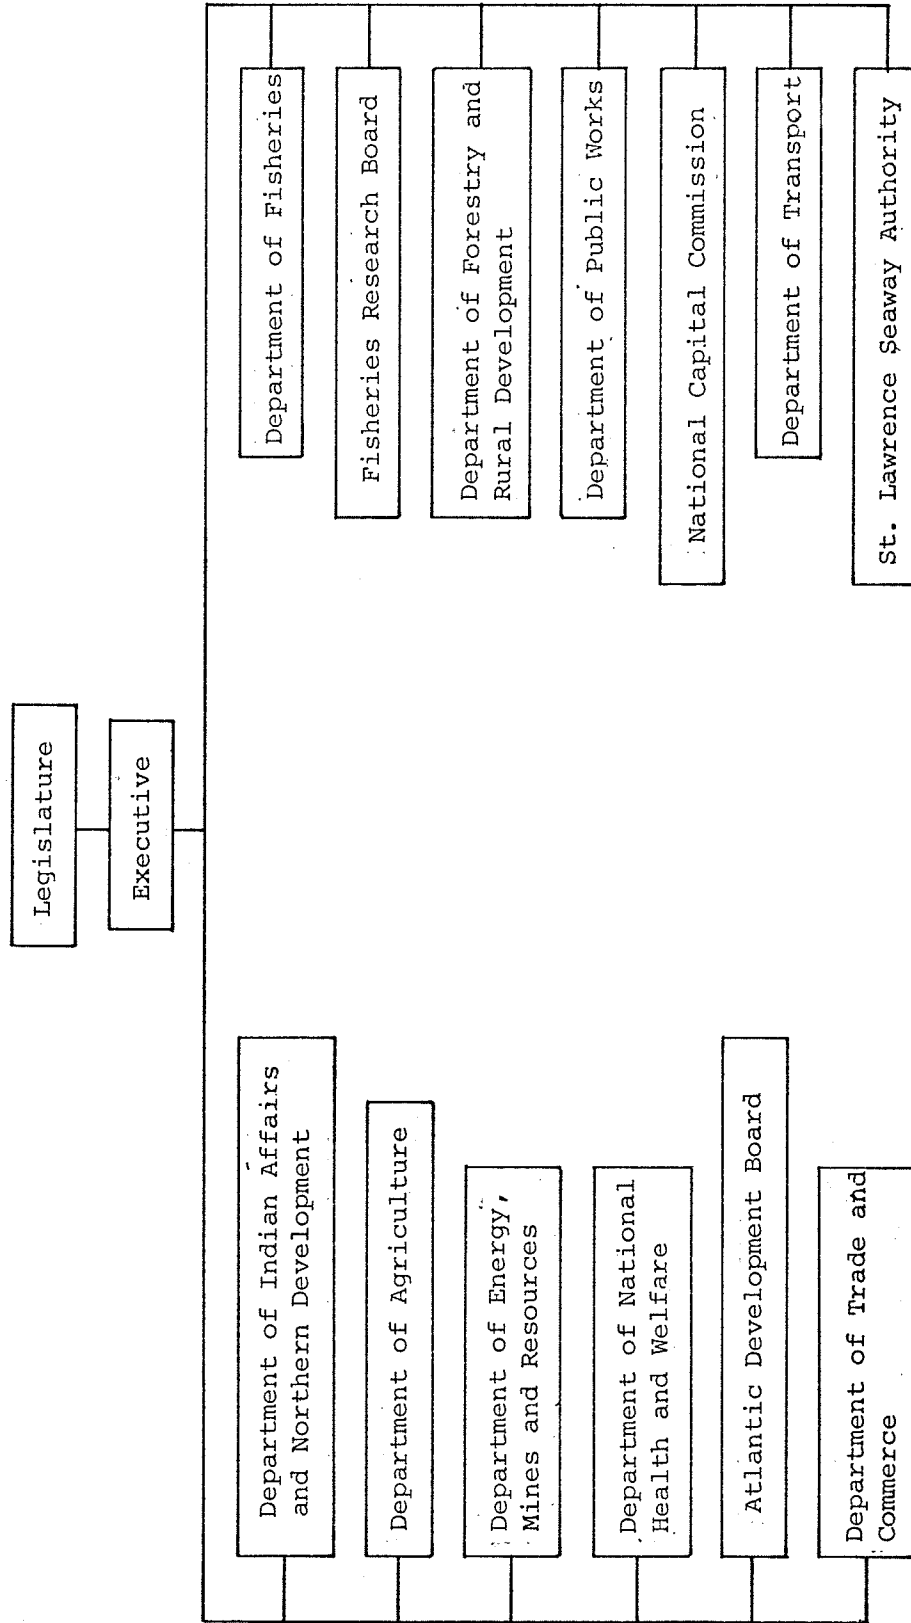 Legislature
Executive
Department of Indian Affairs
and Northern Development
Department of Agriculture
Department of Energy,
Mines and Resources
Department of National
Health and Welfare
Atlantic Development Board
Department of Trade and
Commerce
Department of Fisheries
Fisheries Research Board
Department of Forestry and
Rural Development
Department of Public Works
National Capital Commission
Department of Transport
St. Lawrence Seaway Authority